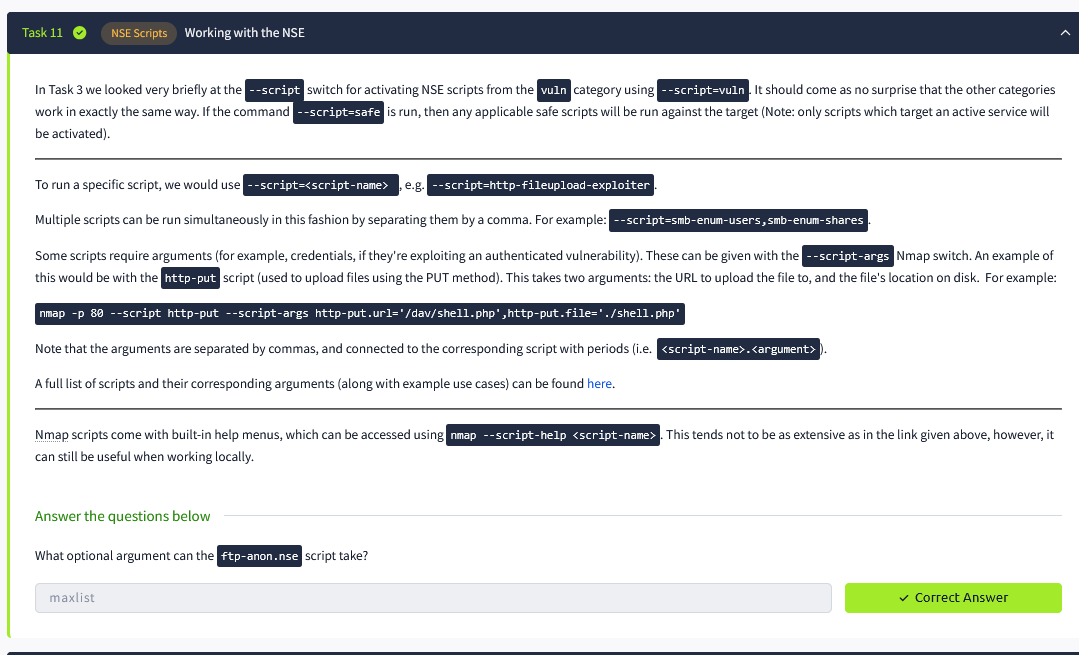 Task 11 NSE Scripts Working with the NSE
In Task 3 we looked very briefly at the --script switch for activating NSE scripts from the vuln category using --script=vuln. It should come as no surprise that the other categories
work in exactly the same way. If the command --script=safe is run, then any applicable safe scripts will be run against the target (Note: only scripts which target an active service will
be activated).
To run a specific script, we would use --script=<script-name> , e.g. --script=http-fileupload-exploiter.
Multiple scripts can be run simultaneously in this fashion by separating them by a comma. For example: --script=smb-enum-users,smb-enum-shares.
Some scripts require arguments (for example, credentials, if they're exploiting an authenticated vulnerability). These can be given with the --script-args Nmap switch. An example of
this would be with the http-put script (used to upload files using the PUT method). This takes two arguments: the URL to upload the file to, and the file's location on disk. For example:
nmap -p 80 --script http-put --script-args http-put.url='/dav/shell.php',http-put.file='./shell.php'
Note that the arguments are separated by commas, and connected to the corresponding script with periods (i.e. <script-name>.<argument>).
A full list of scripts and their corresponding arguments (along with example use cases) can be found here.
Nmap scripts come with built-in help menus, which can be accessed using nmap --script-help <script-name>. This tends not to be as extensive as in the link given above, however, it
can still be useful when working locally.
Answer the questions below
What optional argument can the ftp-anon.nse script take?
maxlist
Correct Answer